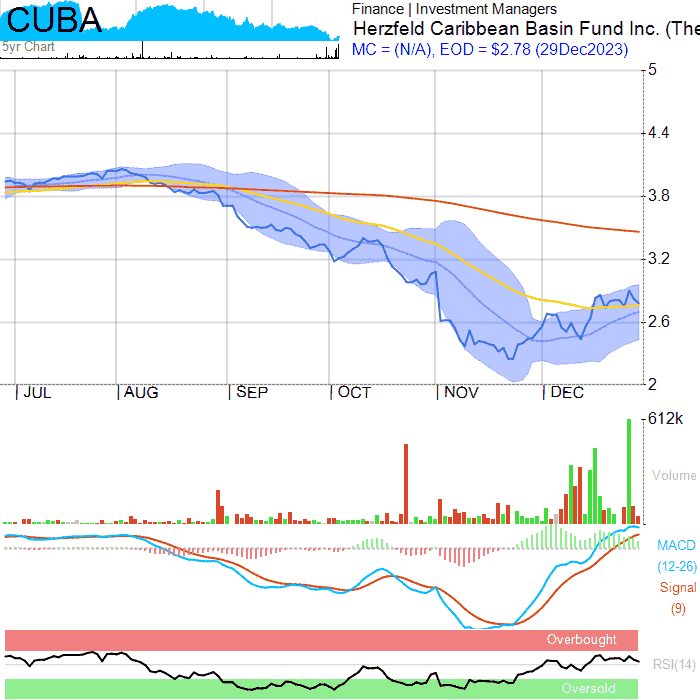 CUBA
5yr Chart
Finance | Investment Managers
Herzfeld Caribbean Basin Fund Inc. (The
MC = (N/A), EOD = $2.78 (29Dec2023)
5
4.4
3.8
3.2
2.6
2
JUL AUG SEP OCT NOV DEC
612k
Volume
MACD
(12-26)
Signal
(9)
Overbought
RSI(14)
Oversold